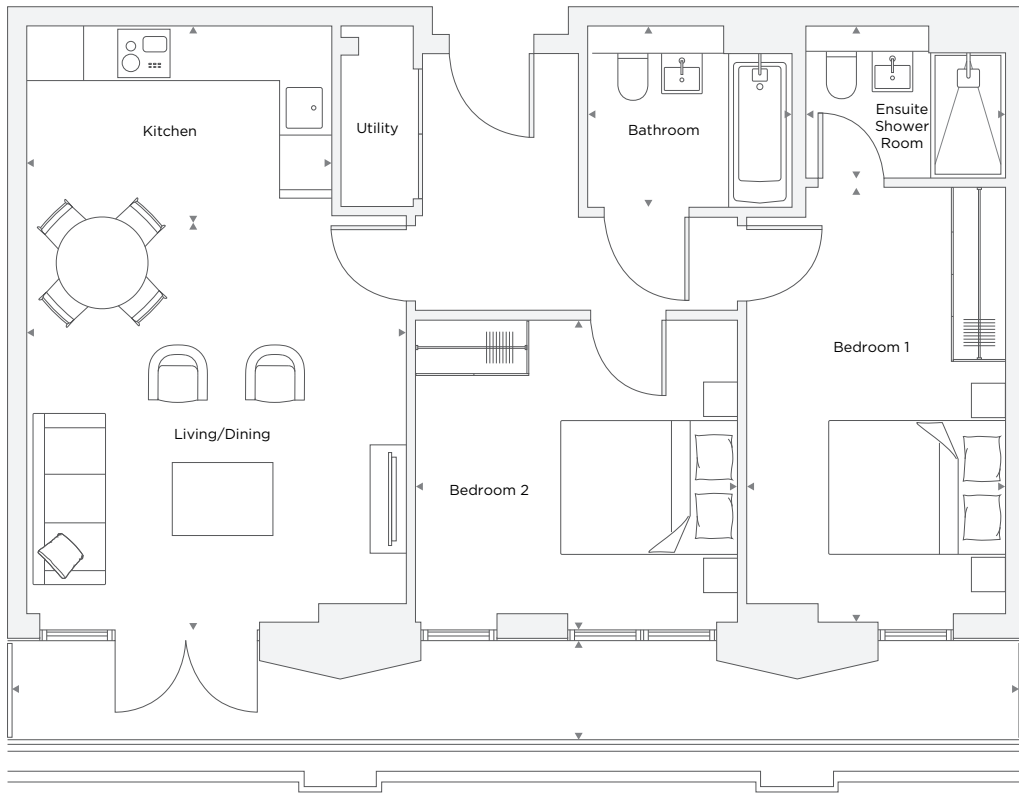 Kitchen
Utility
Bathroom
Ensuite
Shower
Room
Bedroom 1
Living/Dining
Bedroom 2